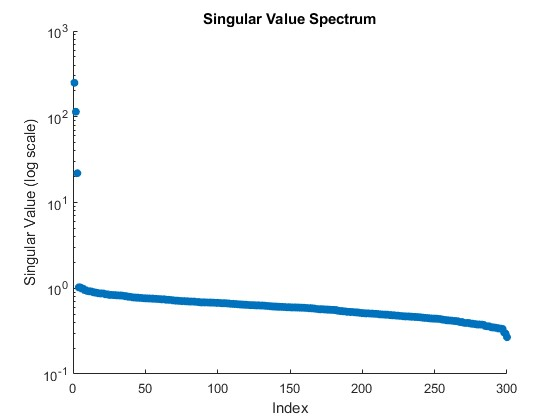 Singular Value Spectrum
Singular Value (log scale)
10^3
10^2
10^1
10^0
10^-1
0 50 100 150 200 250 300
Index